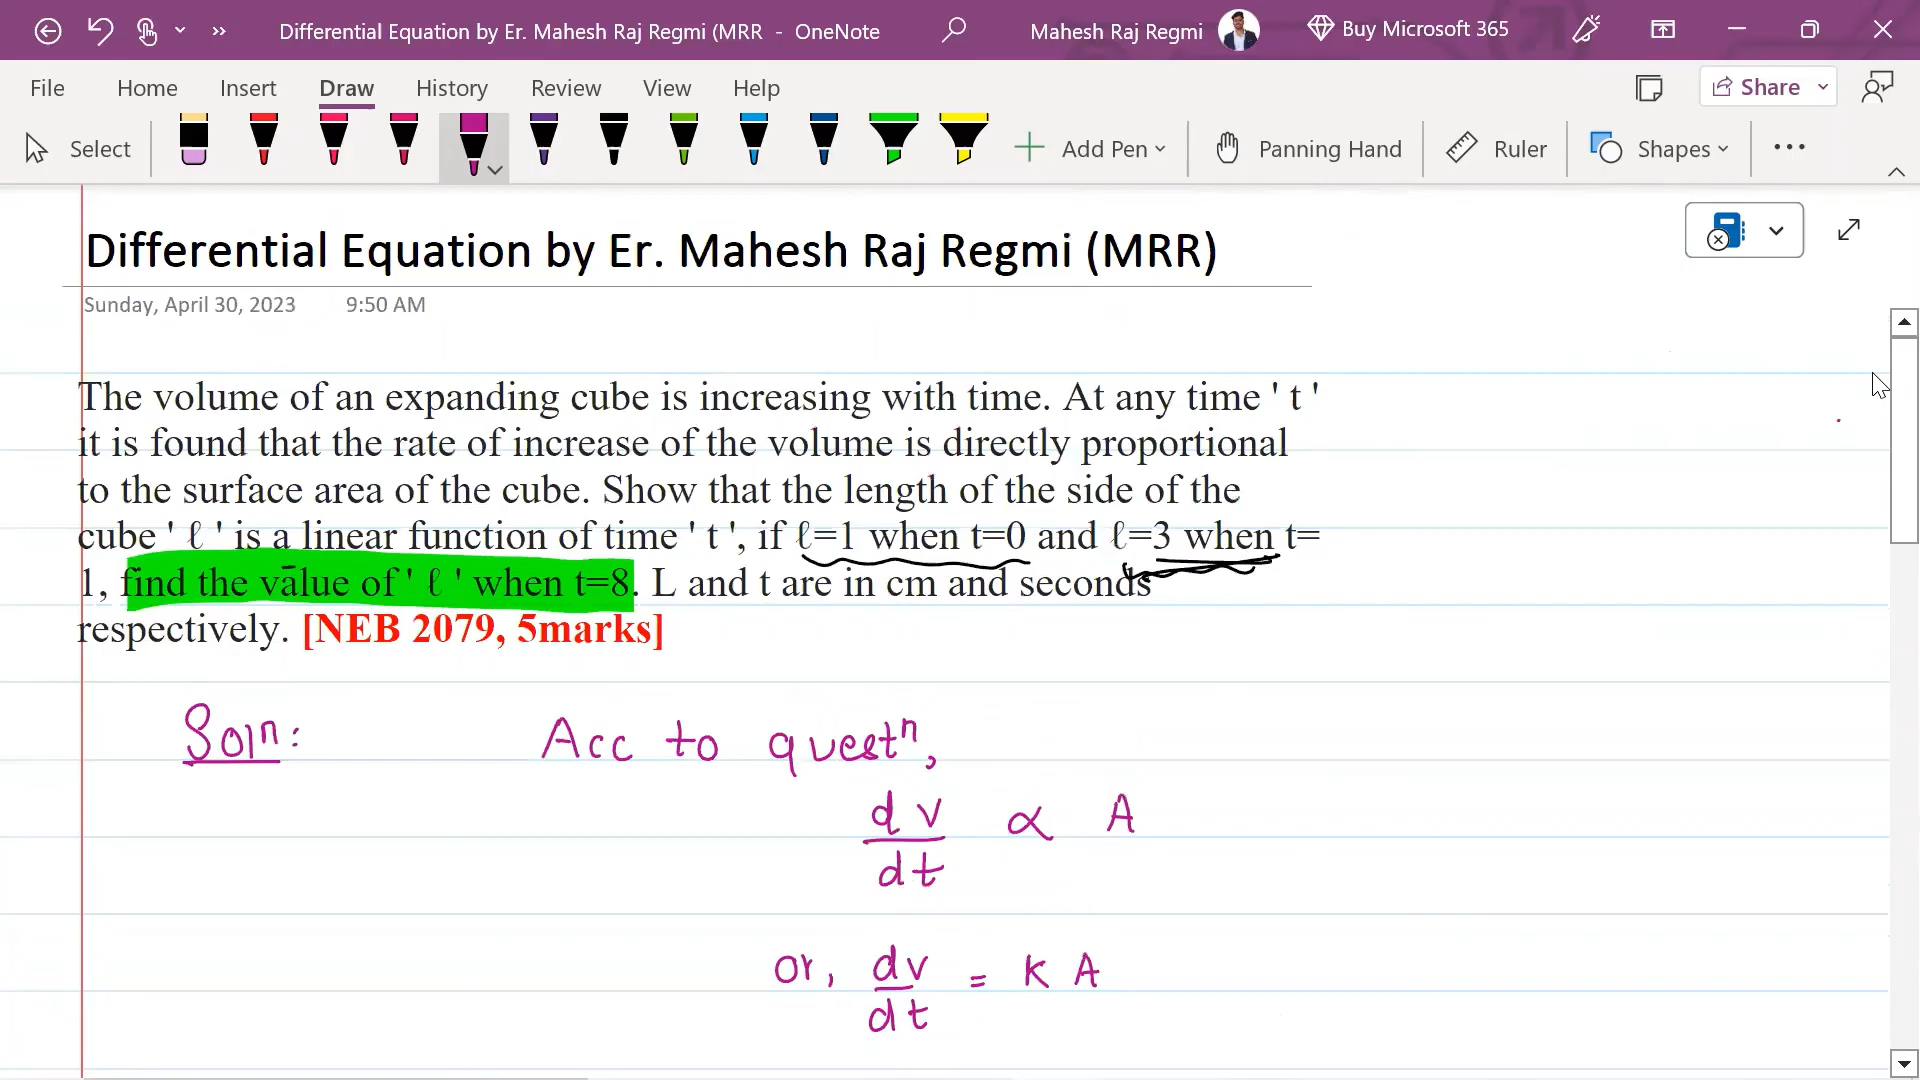 Differential Equation by Er. Mahesh Raj Regmi (MRR - OneNote
Mahesh Raj Regmi
Buy Microsoft 365
File Home Insert Draw History Review View Help
Share
Select
Add Pen
Panning Hand
Ruler
Shapes
Differential Equation by Er. Mahesh Raj Regmi (MRR)
Sunday, April 30, 2023 9:50 AM
The volume of an expanding cube is increasing with time. At any time ' t '
it is found that the rate of increase of the volume is directly proportional
to the surface area of the cube. Show that the length of the side of the
cube ' ℓ ' is a linear function of time ' t ', if ℓ=1 when t=0 and ℓ=3 when t=
1, find the value of ' ℓ ' when t=8. L and t are in cm and seconds
respectively. [NEB 2079, 5marks]
Solⁿ: Acc to questⁿ,
dv/dt ∝ A
or, dv/dt = K A